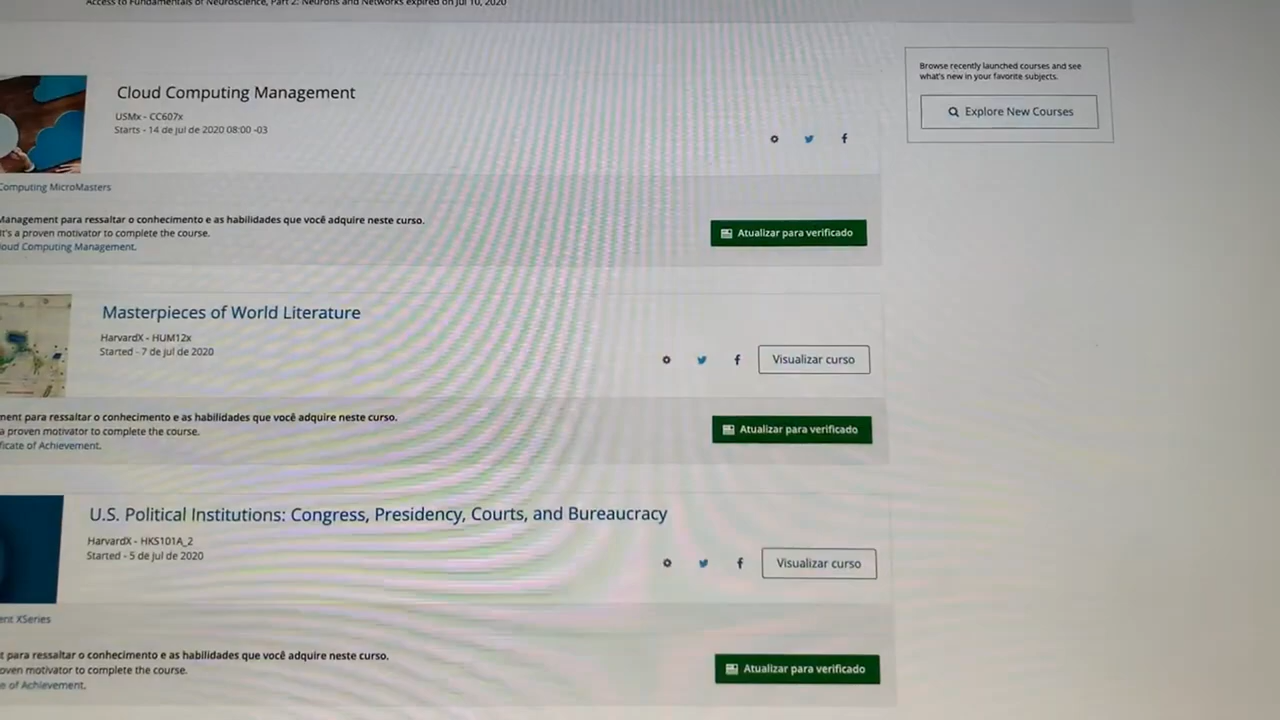 Access to Fundamentals of Neuroscience, Part 2: Neurons and Networks expired on Jul 10, 2020
Browse recently launched courses and see
what's new in your favorite subjects.
Explore New Courses
Cloud Computing Management
USMx - CC607x
Starts - 14 de jul de 2020 08:00 -03
Computing MicroMasters
Management para ressaltar o conhecimento e as habilidades que você adquire neste curso.
It's a proven motivator to complete the course.
loud Computing Management.
Atualizar para verificado
Masterpieces of World Literature
HarvardX - HUM12x
Started - 7 de jul de 2020
Visualizar curso
ment para ressaltar o conhecimento e as habilidades que você adquire neste curso.
a proven motivator to complete the course.
ificate of Achievement.
Atualizar para verificado
U.S. Political Institutions: Congress, Presidency, Courts, and Bureaucracy
HarvardX - HKS101A_2
Started - 5 de jul de 2020
Visualizar curso
ent XSeries
t para ressaltar o conhecimento e as habilidades que você adquire neste curso.
oven motivator to complete the course.
e of Achievement.
Atualizar para verificado